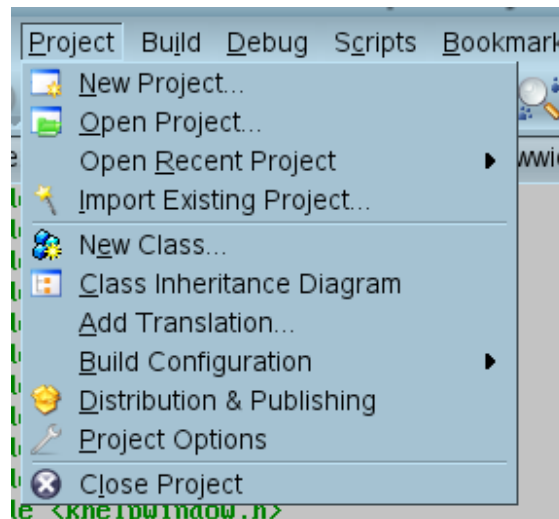 Project Build Debug Scripts Bookmark
New Project...
Open Project...
Open Recent Project
Import Existing Project...
New Class...
Class Inheritance Diagram
Add Translation...
Build Configuration
Distribution & Publishing
Project Options
Close Project
<khelpwindow.h>